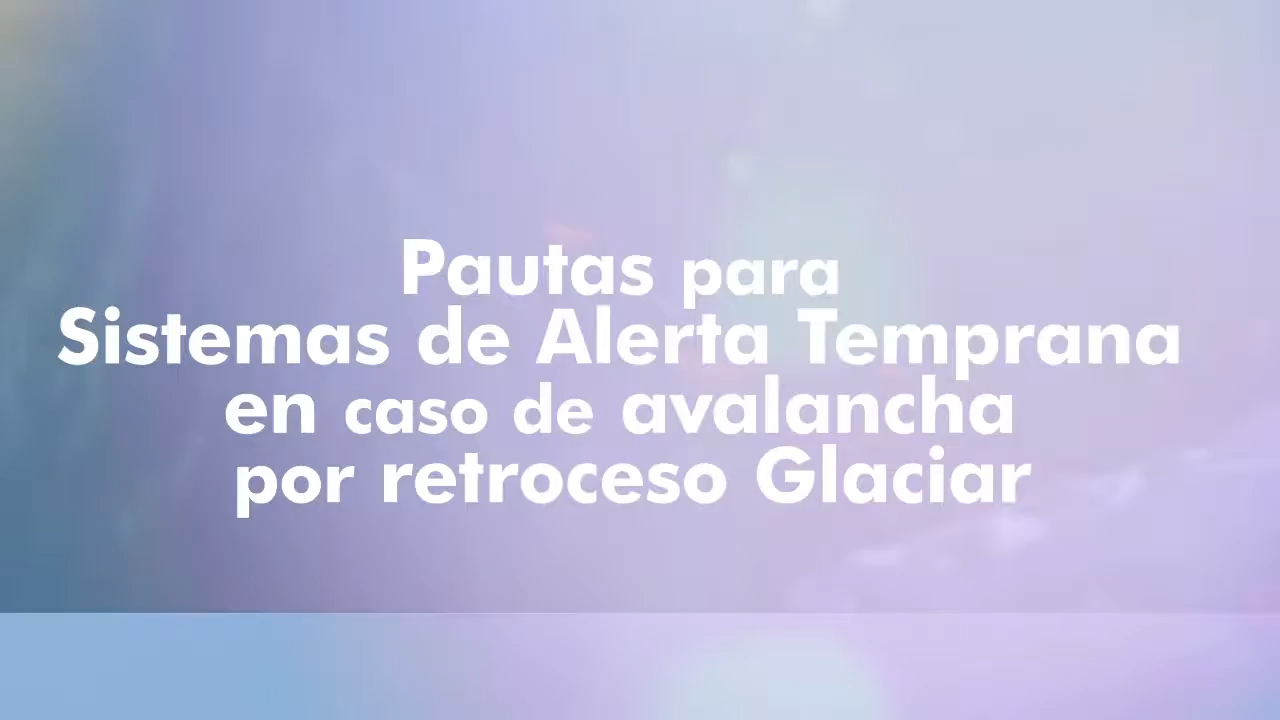 Pautas para
Sistemas de Alerta Temprana
en caso de avalancha
por retroceso Glaciar